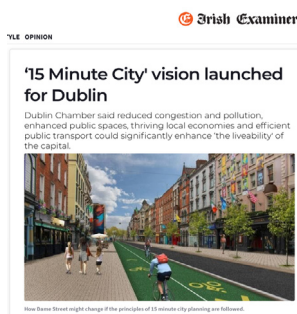 Irish Examiner
'YLE OPINION
‘15 Minute City' vision launched
for Dublin
Dublin Chamber said reduced congestion and pollution,
enhanced public spaces, thriving local economies and efficient
public transport could significantly enhance 'the liveability' of
the capital.
How Dame Street might change if the principles of 15 minute city planning are followed.